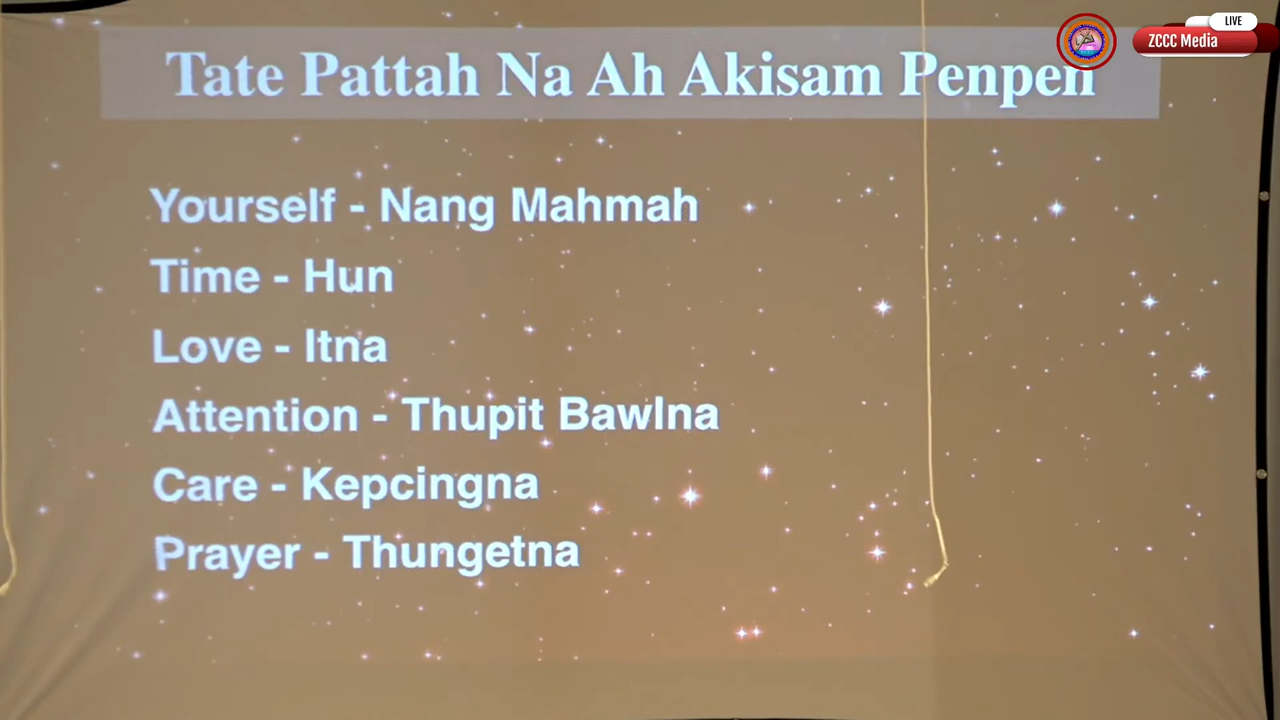 LIVE
ZCCC Media
Tate Pattah Na Ah Akisam Penpen
Yourself - Nang Mahmah
Time - Hun
Love - Itna
Attention - Thupit Bawlna
Care - Kepcingna
Prayer - Thungetna